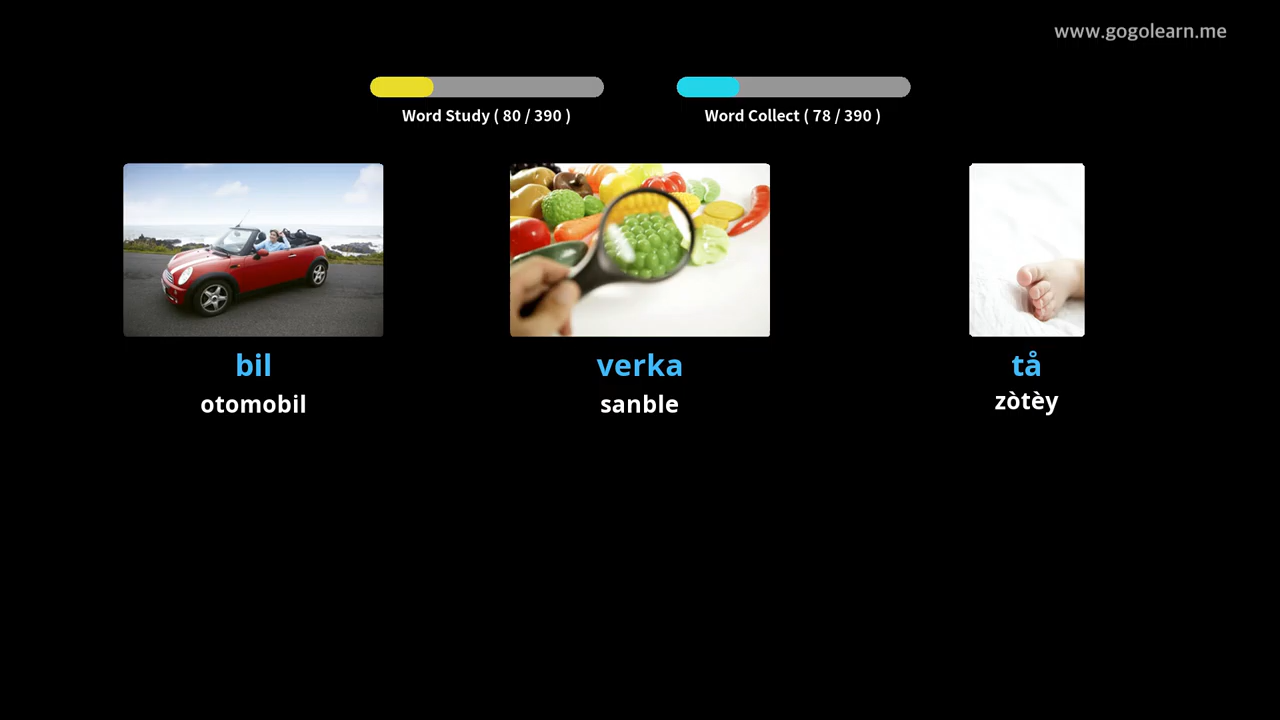 www.gogolearn.me
Word Study ( 80 / 390 )
Word Collect ( 78 / 390 )
bil
otomobil
verka
sanble
tå
zòtèy